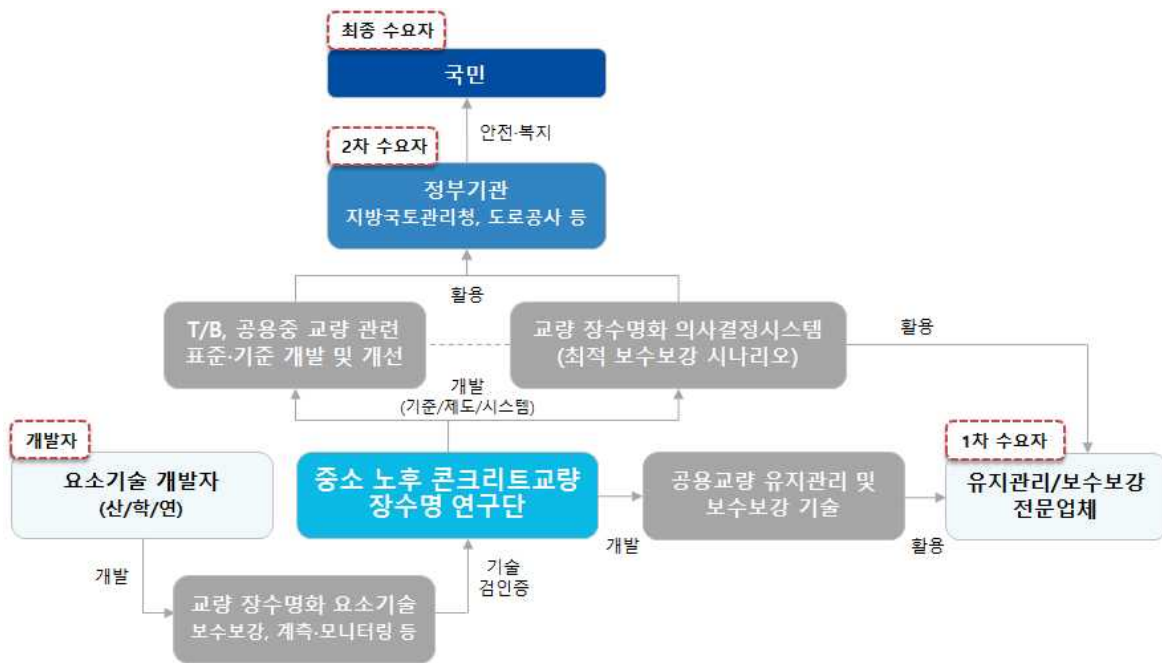 최종 수요자
국민
안전·복지
2차 수요자
정부기관
지방국토관리청, 도로공사 등
활용
T/B, 공용중 교량 관련
표준·기준 개발 및 개선
교량 장수명화 의사결정시스템
(최적 보수보강 시나리오)
활용
개발
(기준/제도/시스템)
개발자
요소기술 개발자
(산/학/연)
중소 노후 콘크리트교량
장수명 연구단
공용교량 유지관리 및
보수보강 기술
1차 수요자
유지관리/보수보강
전문업체
개발
활용
개발
기술
검인증
교량 장수명화 요소기술
보수보강, 계측·모니터링 등